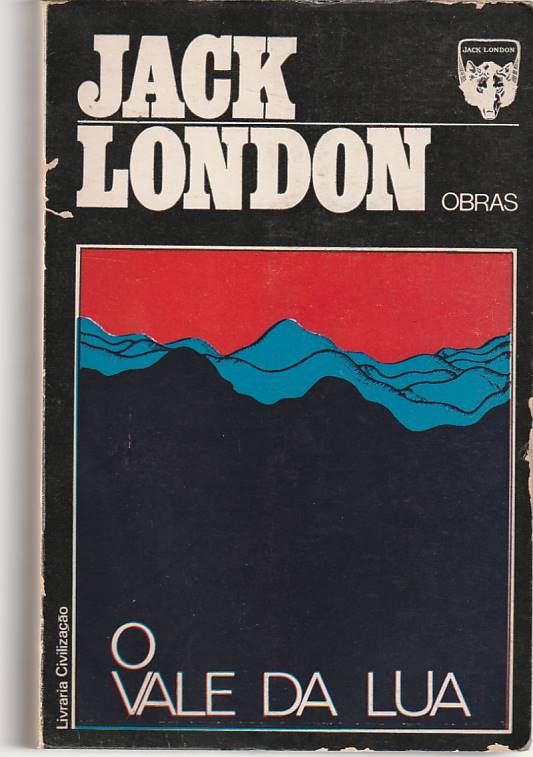 JACK
LONDON
JACK LONDON
OBRAS
O
VALE DA LUA
Livraria Civilização